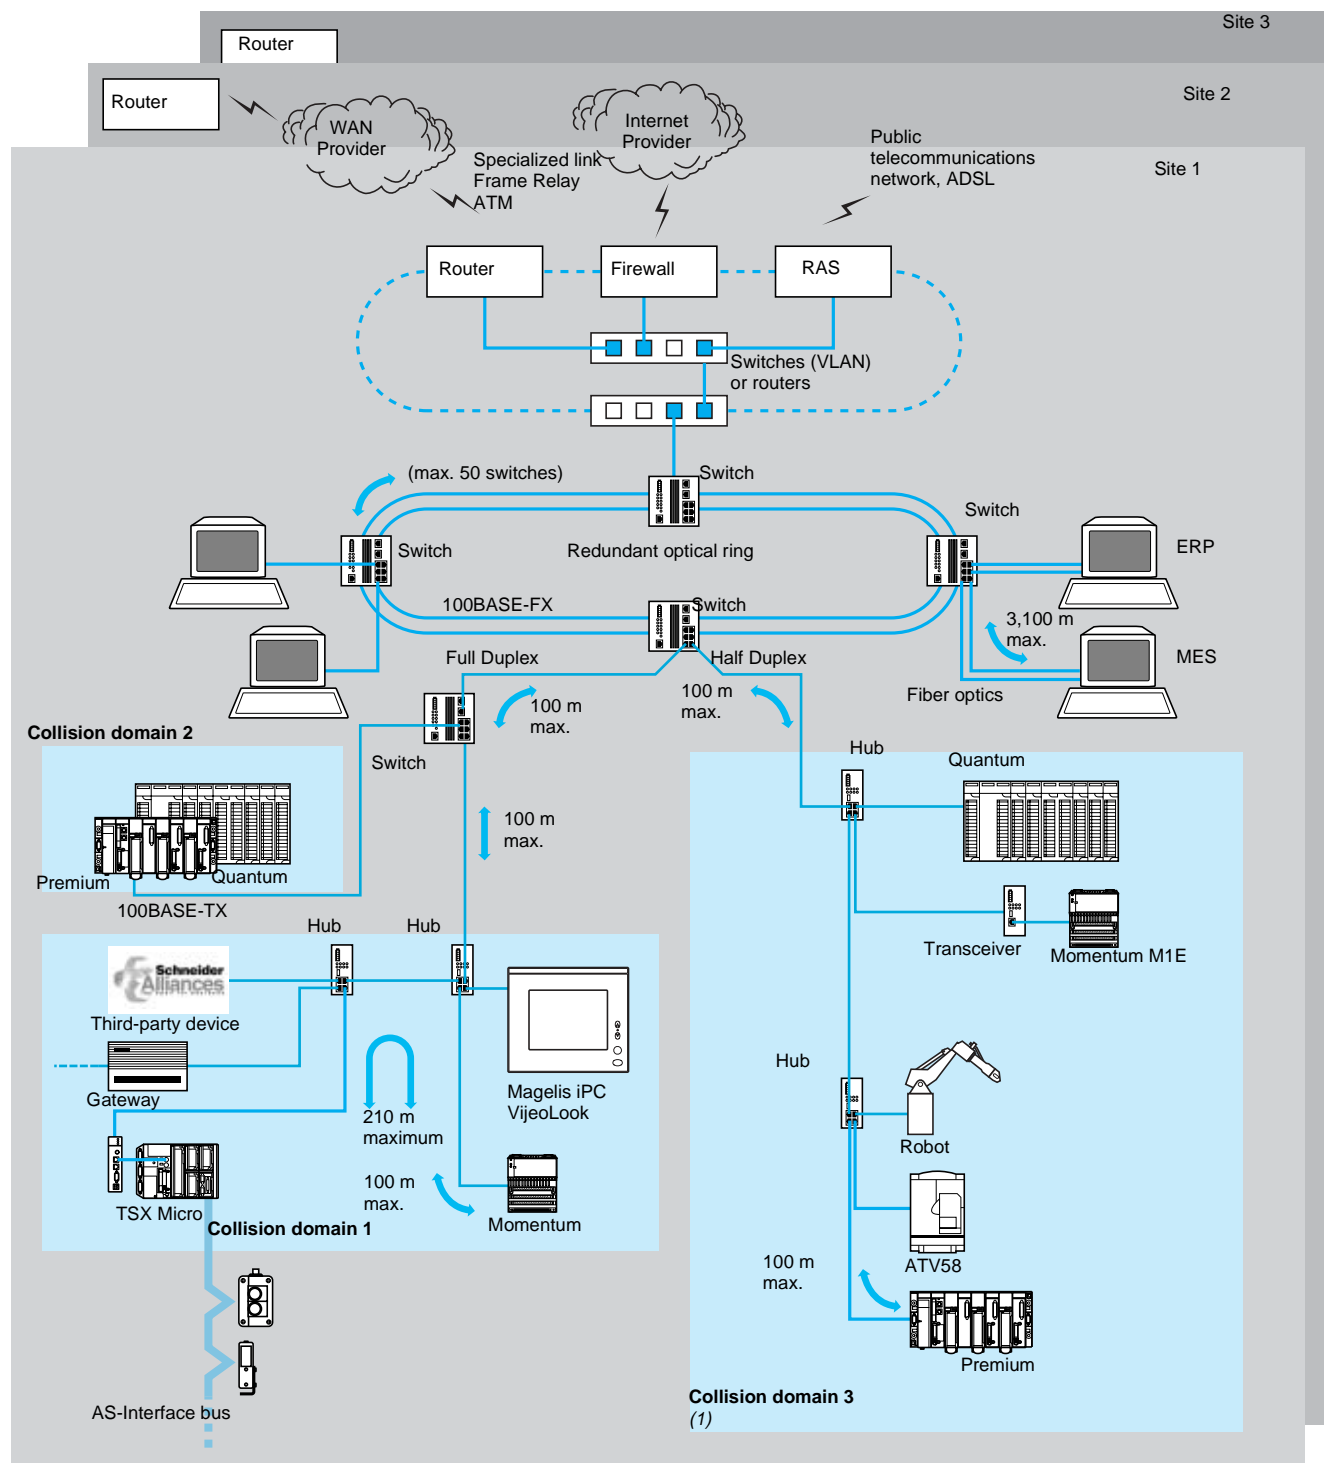 Site 3
Router
Site 2
Router
WAN
Provider
Internet
Provider
Public
telecommunications
network, ADSL
Site 1
Specialized link
Frame Relay
ATM
Router
Firewall
RAS
Switches (VLAN)
or routers
(max. 50 switches)
Switch
Switch
Switch
Redundant optical ring
ERP
100BASE-FX
Switch
3,100 m
max.
Full Duplex
Half Duplex
MES
Fiber optics
100 m
max.
100 m
max.
Collision domain 2
Switch
Hub
Quantum
100 m
max.
Premium
Quantum
100BASE-TX
Hub
Hub
Transceiver
Momentum M1E
Schneider
Alliances
Third-party device
Gateway
Magelis iPC
VijeoLook
Hub
210 m
maximum
Robot
100 m
max.
TSX Micro
Collision domain 1
Momentum
ATV58
100 m
max.
Premium
AS-Interface bus
Collision domain 3
(1)